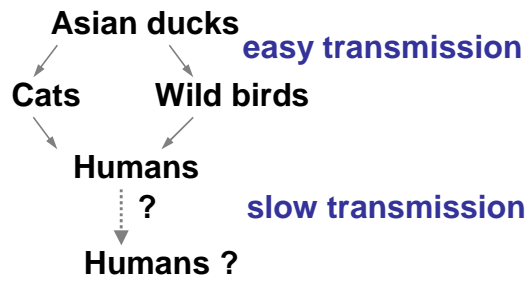 Asian ducks
easy transmission
Cats Wild birds
Humans
?
slow transmission
Humans ?